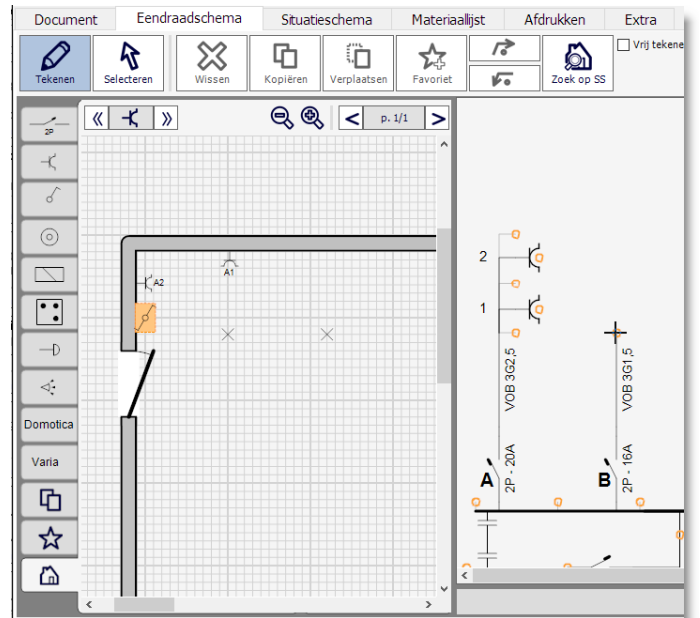 Document Eendraadschema Situatieschema Materiaallijst Afdrukken Extra
Tekenen Selecteren Wissen Kopiëren Verplaatsen Favoriet Zoek op SS Vrij tekene
2P
p. 1/1
A1
A2
Domotica
Varia
2
1
VOB 3G2,5
VOB 3G1,5
A 2P - 20A
B 2P - 16A